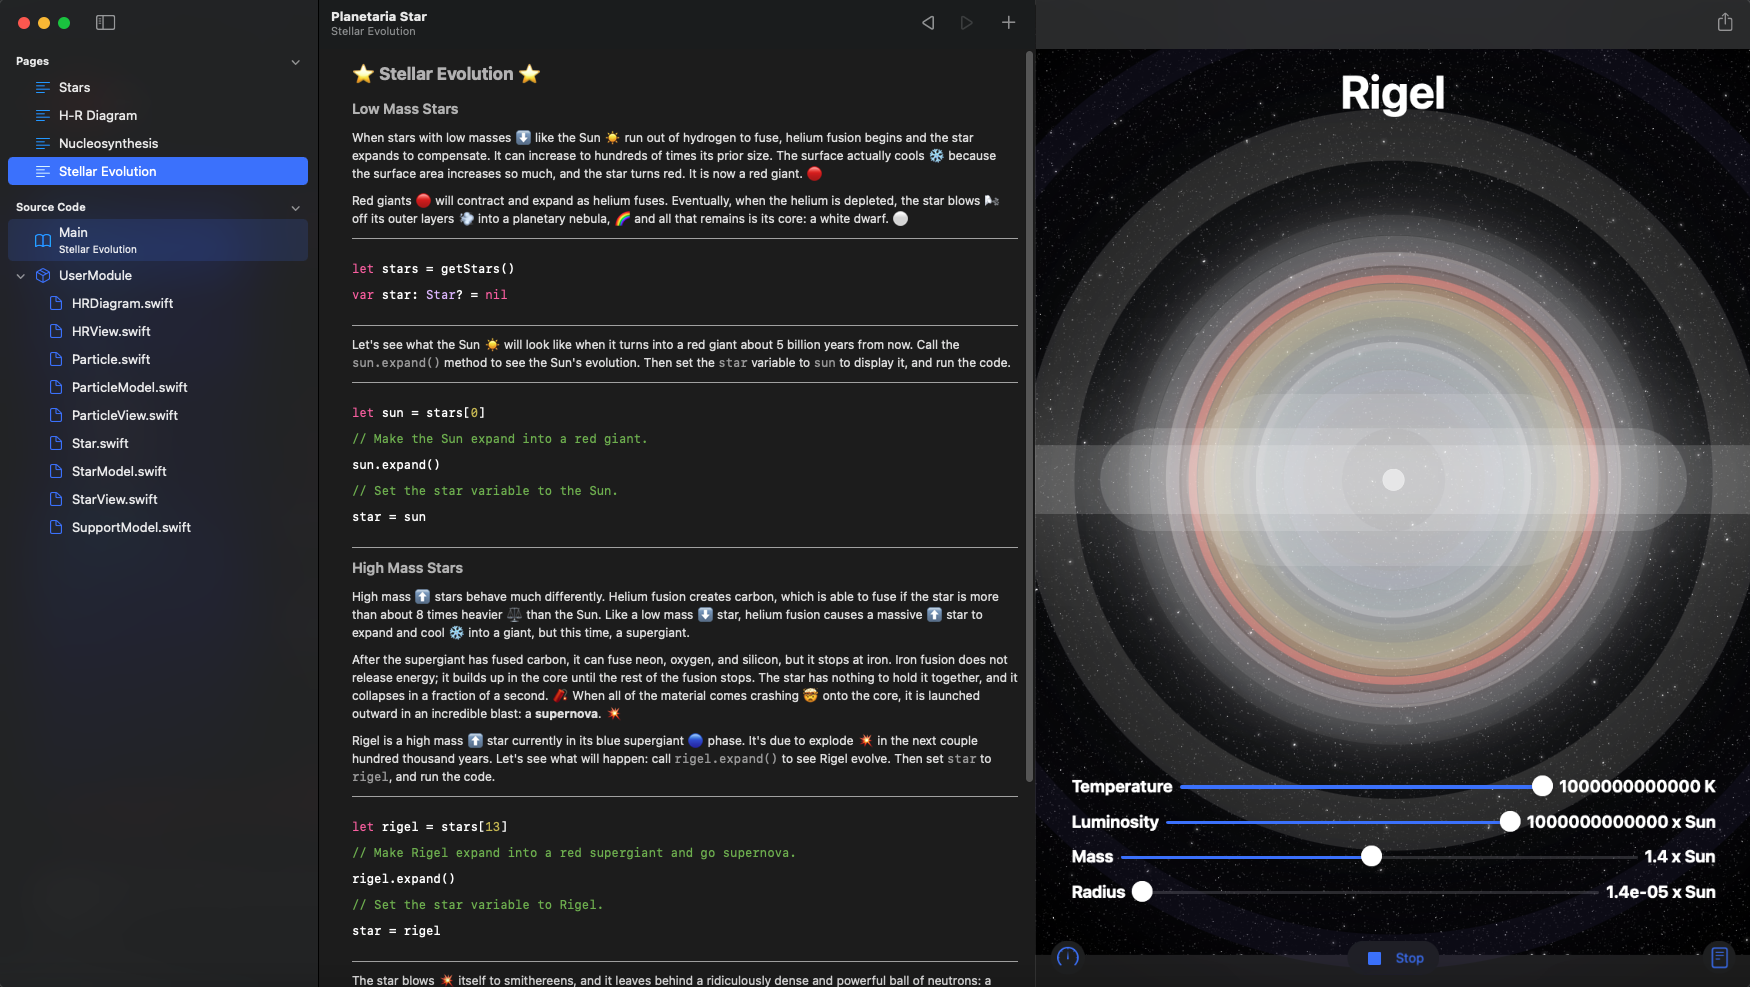 Pages
Stars
H-R Diagram
Nucleosynthesis
Stellar Evolution
Source Code
Main
Stellar Evolution
UserModule
HRDiagram.swift
HRView.swift
Particle.swift
ParticleModel.swift
ParticleView.swift
Star.swift
StarModel.swift
StarView.swift
SupportModel.swift
Planetaria Star
Stellar Evolution
⭐ Stellar Evolution ⭐
Low Mass Stars
When stars with low masses ⬇️ like the Sun ☀️ run out of hydrogen to fuse, helium fusion begins and the star
expands to compensate. It can increase to hundreds of times its prior size. The surface actually cools ❄️ because
the surface area increases so much, and the star turns red. It is now a red giant. 🔴
Red giants 🔴 will contract and expand as helium fuses. Eventually, when the helium is depleted, the star blows 🌬️
off its outer layers 💨 into a planetary nebula, 🌈 and all that remains is its core: a white dwarf. ⚪
let stars = getStars()
var star: Star? = nil
Let's see what the Sun ☀️ will look like when it turns into a red giant about 5 billion years from now. Call the
sun.expand() method to see the Sun's evolution. Then set the star variable to sun to display it, and run the code.
let sun = stars[0]
// Make the Sun expand into a red giant.
sun.expand()
// Set the star variable to the Sun.
star = sun
High Mass Stars
High mass ⬆️ stars behave much differently. Helium fusion creates carbon, which is able to fuse if the star is more
than about 8 times heavier ⚖️ than the Sun. Like a low mass ⬇️ star, helium fusion causes a massive ⬆️ star to
expand and cool ❄️ into a giant, but this time, a supergiant.
After the supergiant has fused carbon, it can fuse neon, oxygen, and silicon, but it stops at iron. Iron fusion does not
release energy; it builds up in the core until the rest of the fusion stops. The star has nothing to hold it together, and it
collapses in a fraction of a second. 🧨 When all of the material comes crashing 🤯 onto the core, it is launched
outward in an incredible blast: a supernova. 💥
Rigel is a high mass ⬆️ star currently in its blue supergiant 🔵 phase. It's due to explode 💥 in the next couple
hundred thousand years. Let's see what will happen: call rigel.expand() to see Rigel evolve. Then set star to
rigel, and run the code.
let rigel = stars[13]
// Make Rigel expand into a red supergiant and go supernova.
rigel.expand()
// Set the star variable to Rigel.
star = rigel
The star blows 💥 itself to smithereens, and it leaves behind a ridiculously dense and powerful ball of neutrons: a
Rigel
Temperature 1000000000000 K
Luminosity 1000000000000 x Sun
Mass 1.4 x Sun
Radius 1.4e-05 x Sun
Stop